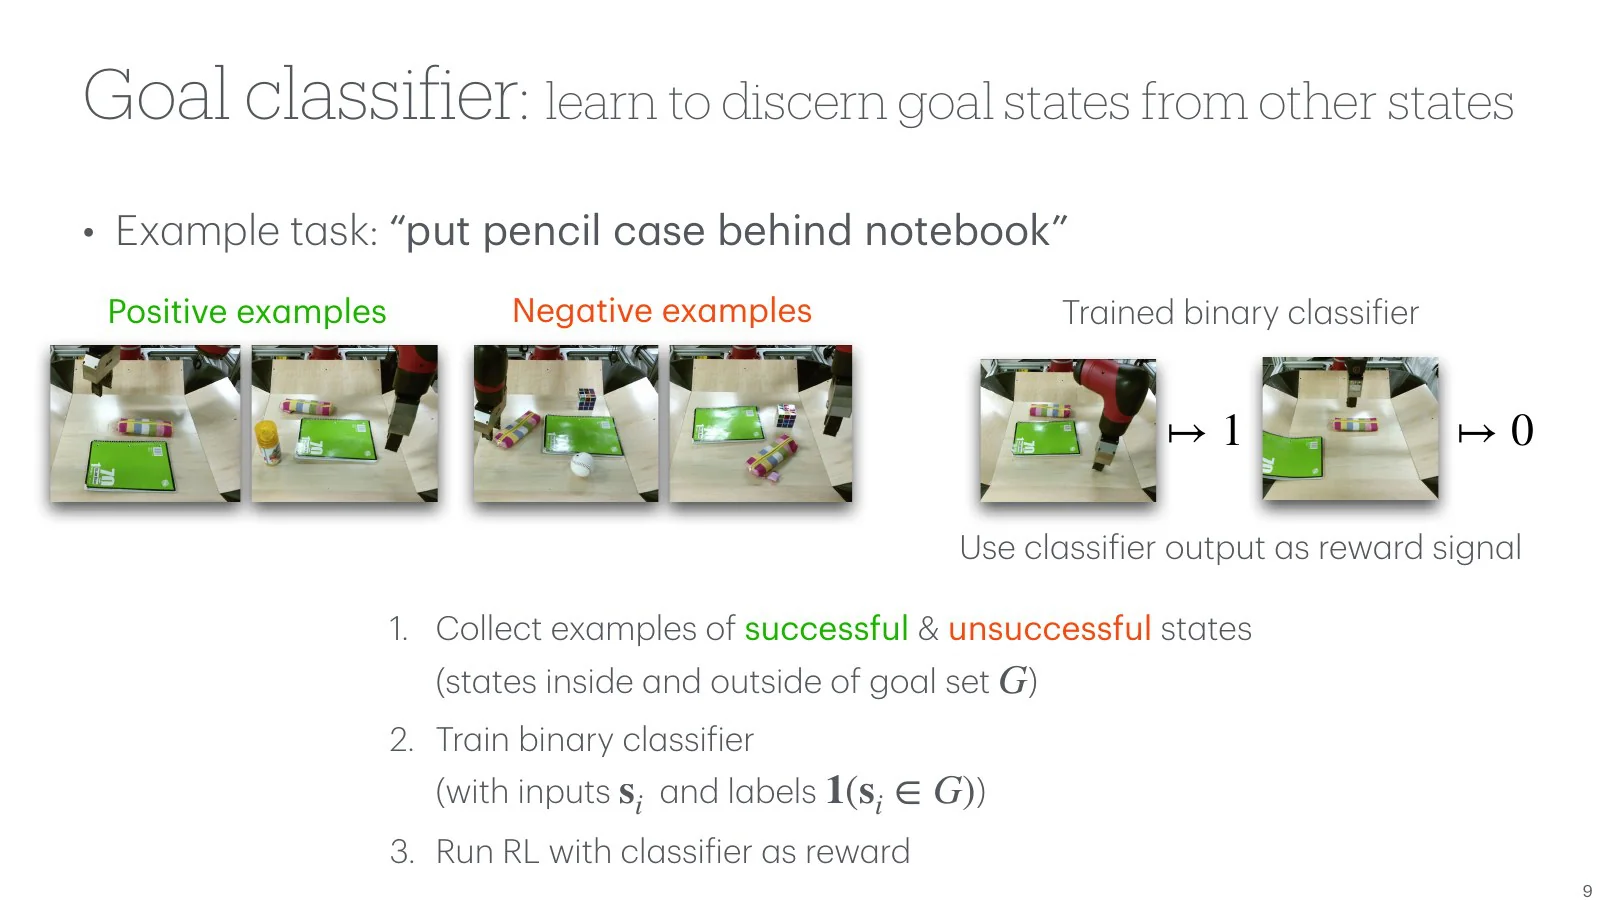 Goal classifier: learn to discern goal states from other states
• Example task: “put pencil case behind notebook”
Positive examples
Negative examples
Trained binary classifier
70
70
↦ 1
70
↦ 0
Use classifier output as reward signal
1. Collect examples of successful & unsuccessful states
(states inside and outside of goal set G)
2. Train binary classifier
(with inputs sᵢ and labels 1(sᵢ ∈ G))
3. Run RL with classifier as reward
9